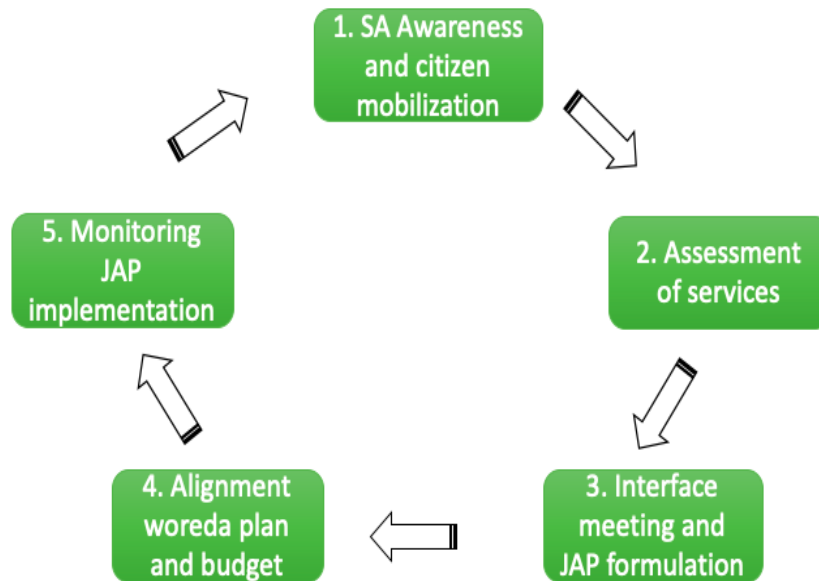 1. SA Awareness
and citizen
mobilization
2. Assessment
of services
3. Interface
meeting and
JAP formulation
4. Alignment
woreda plan
and budget
5. Monitoring
JAP
implementation